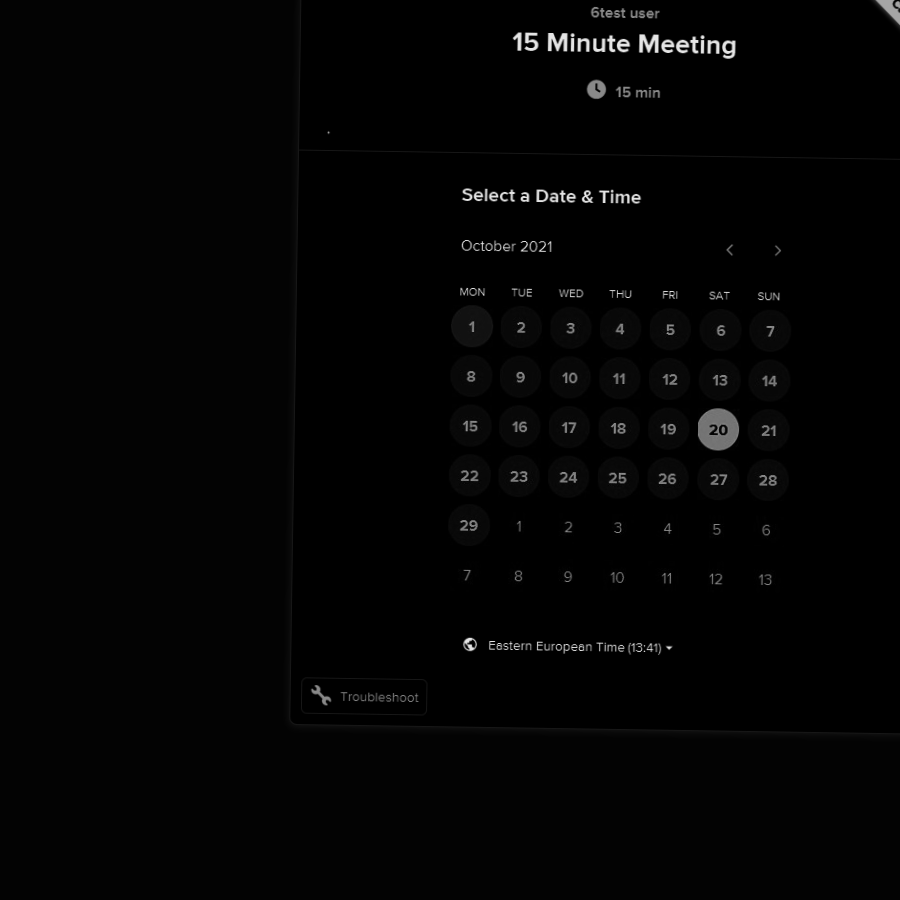 6test user
15 Minute Meeting
15 min
.
Select a Date & Time
October 2021
MON TUE WED THU FRI SAT SUN
1 2 3 4 5 6 7
8 9 10 11 12 13 14
15 16 17 18 19 20 21
22 23 24 25 26 27 28
29 1 2 3 4 5 6
7 8 9 10 11 12 13
Eastern European Time (13:41)
Troubleshoot